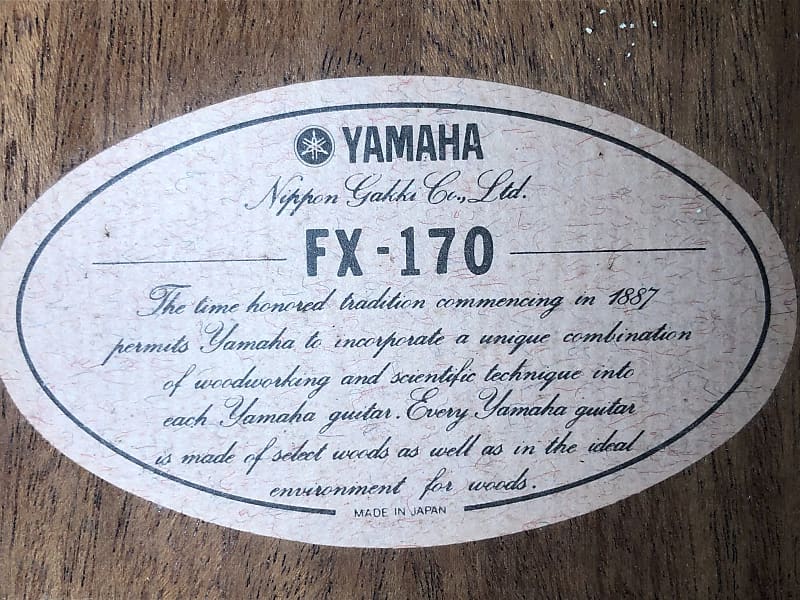 YAMAHA
Nippon Gakki Co., Ltd.
FX-170
The time honored tradition commencing in 1887
permits Yamaha to incorporate a unique combination
of woodworking and scientific technique into
each Yamaha guitar. Every Yamaha guitar
is made of select woods as well as in the ideal
environment for woods.
MADE IN JAPAN